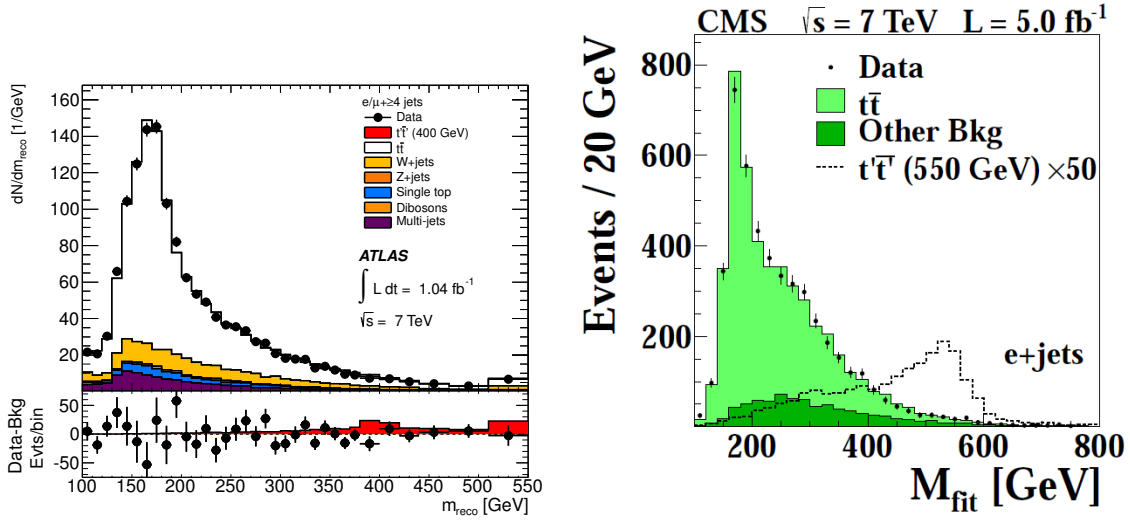 dN/dm_reco [1/GeV]
160
140
120
100
80
60
40
20
e/μ+≥4 jets
Data
t't̄' (400 GeV)
tt̄
W+jets
Z+jets
Single top
Dibosons
Multi-jets
ATLAS
∫ L dt = 1.04 fb⁻¹
√s = 7 TeV
Data-Bkg
Evts/bin
50
0
-50
100 150 200 250 300 350 400 450 500 550
m_reco [GeV]
CMS √s = 7 TeV L = 5.0 fb⁻¹
Events / 20 GeV
800
600
400
200
Data
tt̄
Other Bkg
t't̄' (550 GeV) ×50
e+jets
200 400 600 800
M_fit [GeV]